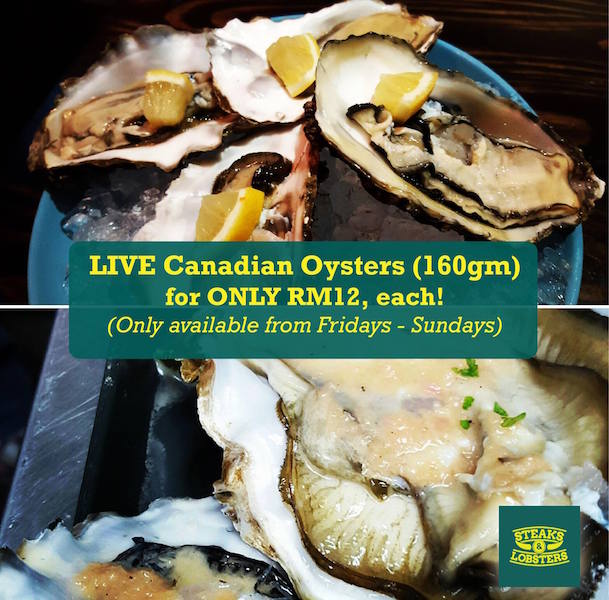 LIVE Canadian Oysters (160gm)
for ONLY RM12, each!
(Only available from Fridays - Sundays)
STEAKS
&
LOBSTERS